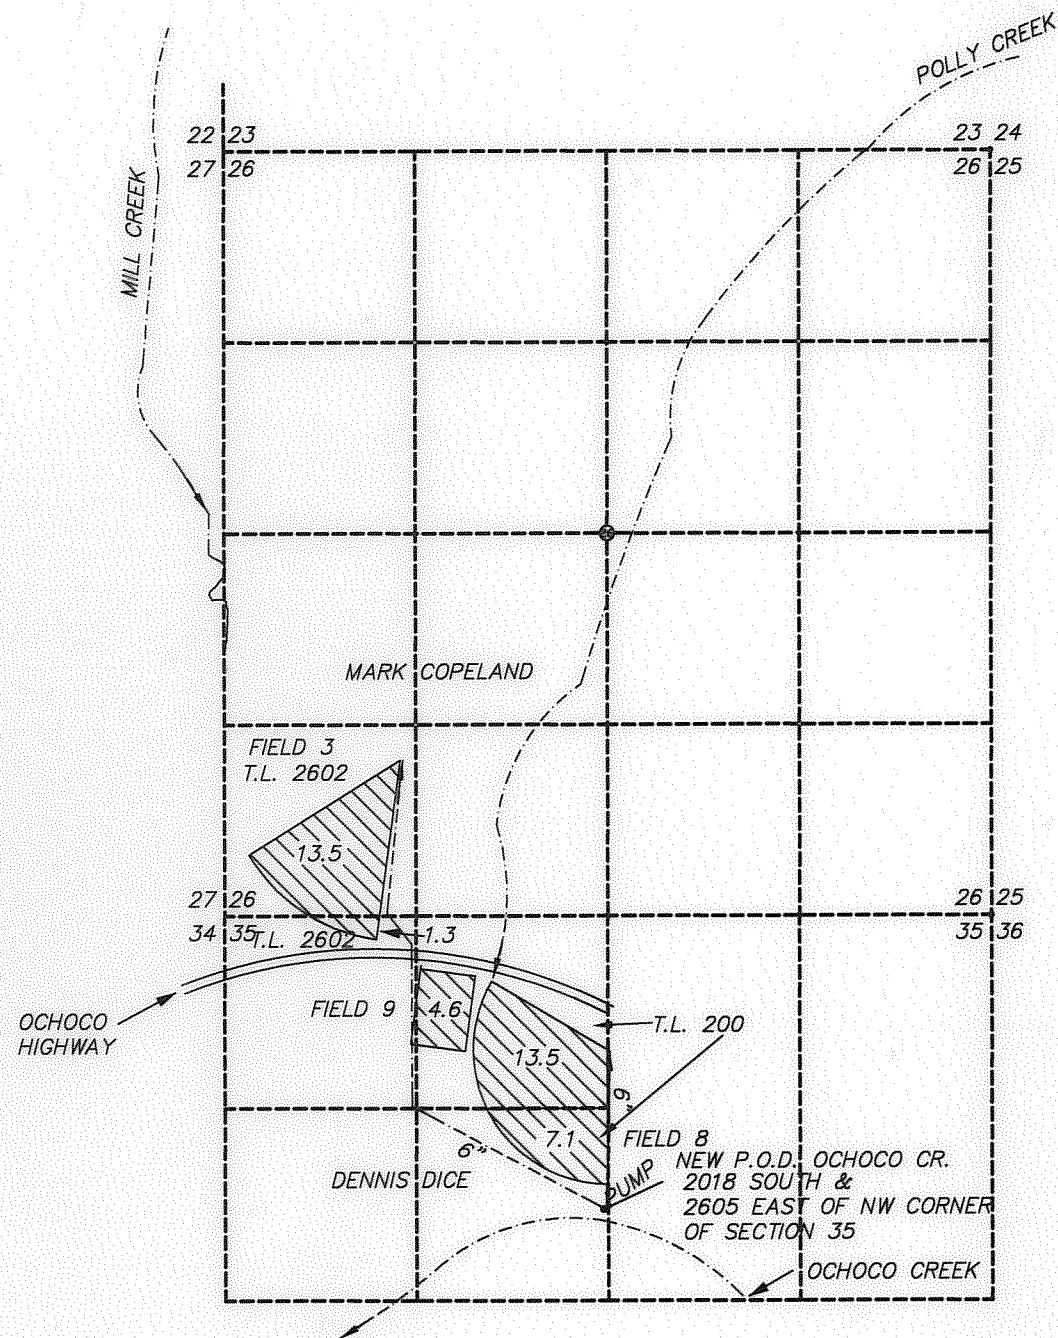 POLLY CREEK
22 23
23 24
27 26
26 25
MILL CREEK
MARK COPELAND
FIELD 3
T.L. 2602
13.5
27 26
26 25
34 35
35 36
T.L. 2602
1.3
FIELD 9
4.6
OCHOCO
HIGHWAY
T.L. 200
13.5
6"
7.1
FIELD 8
6"
PUMP
NEW P.O.D. OCHOCO CR.
2018 SOUTH &
2605 EAST OF NW CORNER
OF SECTION 35
DENNIS DICE
OCHOCO CREEK